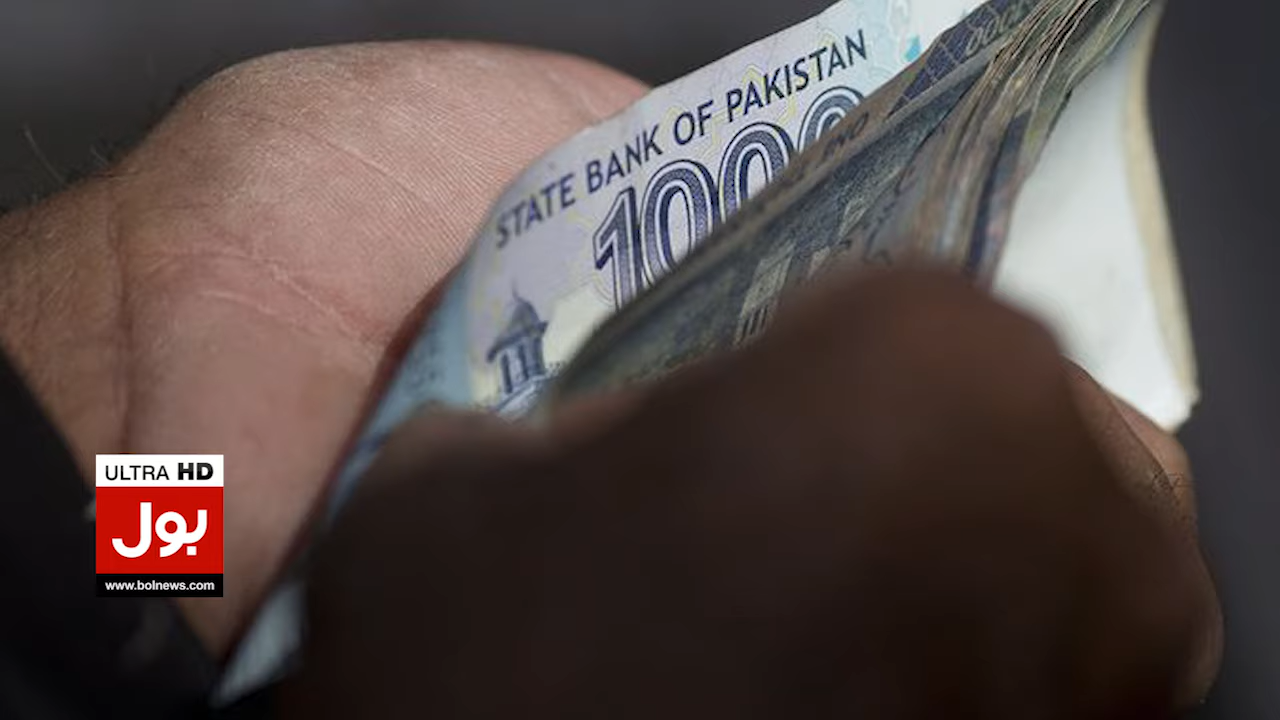 STATE BANK OF PAKISTAN
1000
ULTRA HD
بول
www.bolnews.com